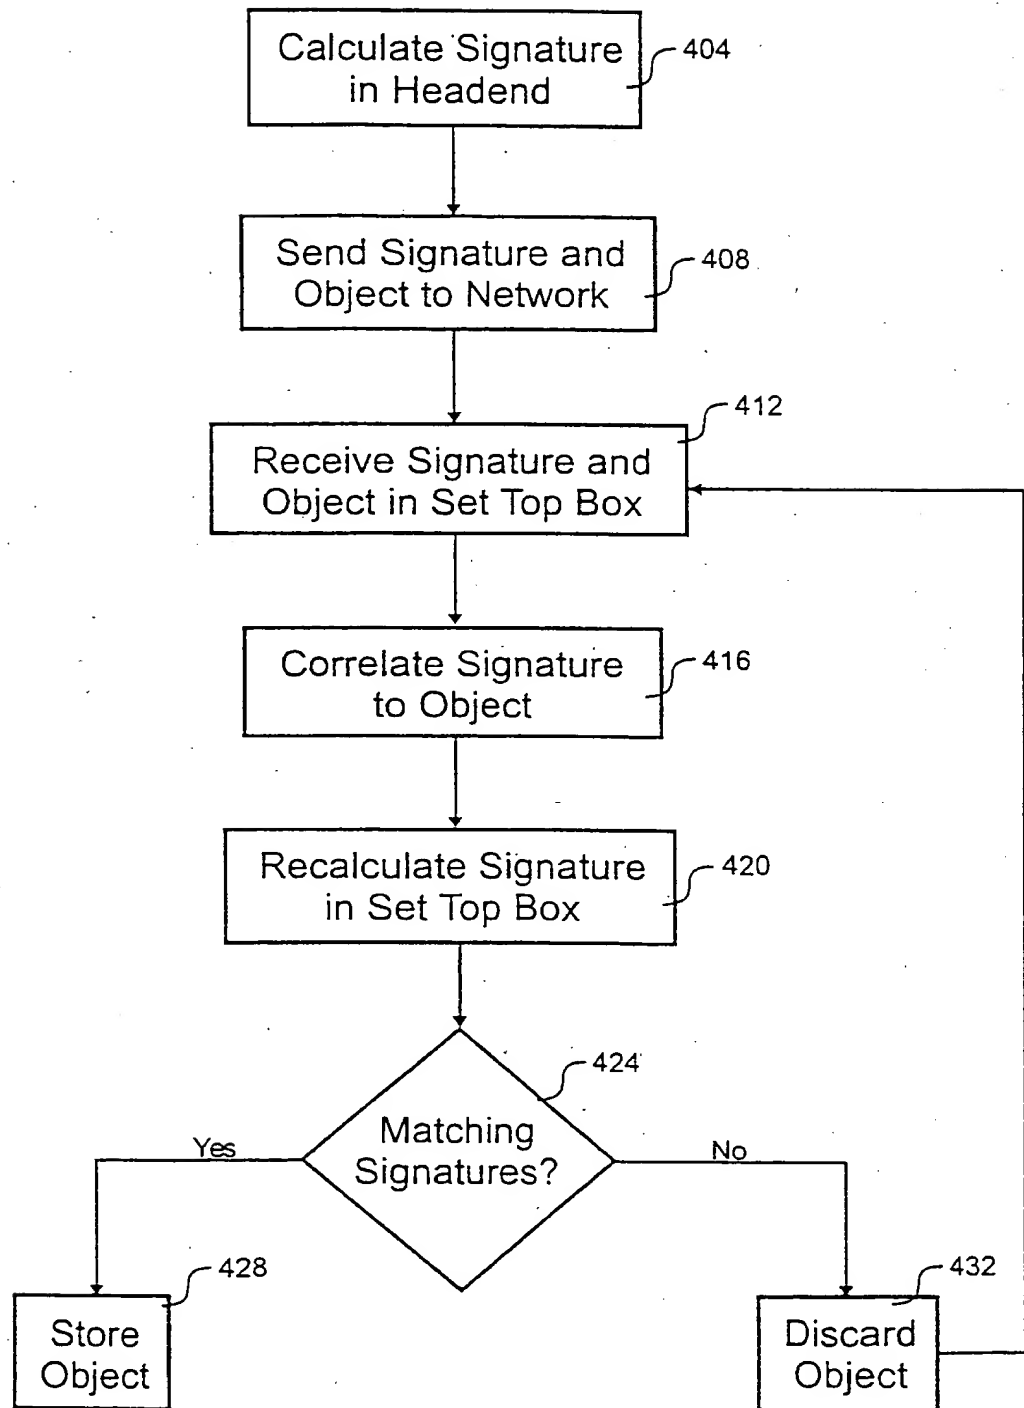 Calculate Signature
in Headend
404
Send Signature and
Object to Network
408
412
Receive Signature and
Object in Set Top Box
Correlate Signature
to Object
416
Recalculate Signature
in Set Top Box
420
424
Matching
Signatures?
Yes
No
428
Store
Object
432
Discard
Object